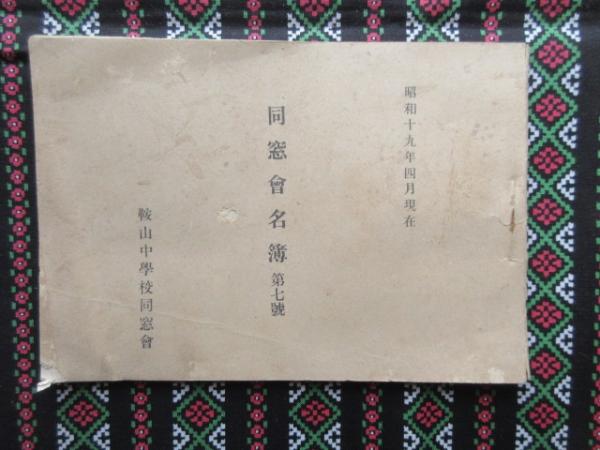 昭和十九年四月現在
同窓會名簿 第七號
鞍山中學校同窓會